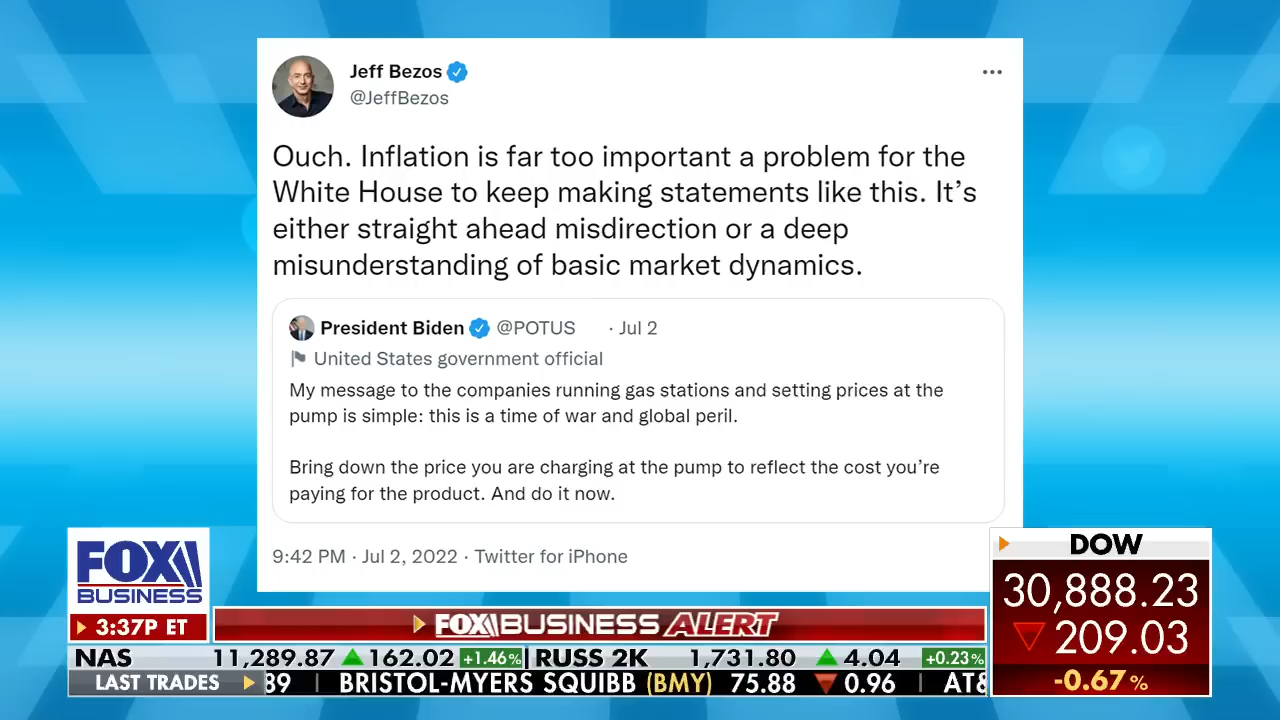 Jeff Bezos
@JeffBezos
Ouch. Inflation is far too important a problem for the
White House to keep making statements like this. It’s
either straight ahead misdirection or a deep
misunderstanding of basic market dynamics.
President Biden @POTUS · Jul 2
United States government official
My message to the companies running gas stations and setting prices at the
pump is simple: this is a time of war and global peril.
Bring down the price you are charging at the pump to reflect the cost you’re
paying for the product. And do it now.
9:42 PM · Jul 2, 2022 · Twitter for iPhone
FOX
BUSINESS
3:37P ET
FOX BUSINESS ALERT
DOW
30,888.23
209.03
-0.67%
NAS 11,289.87 162.02 +1.46% RUSS 2K 1,731.80 4.04 +0.23%
LAST TRADES 89 | BRISTOL-MYERS SQUIBB (BMY) 75.88 0.96 | AT&